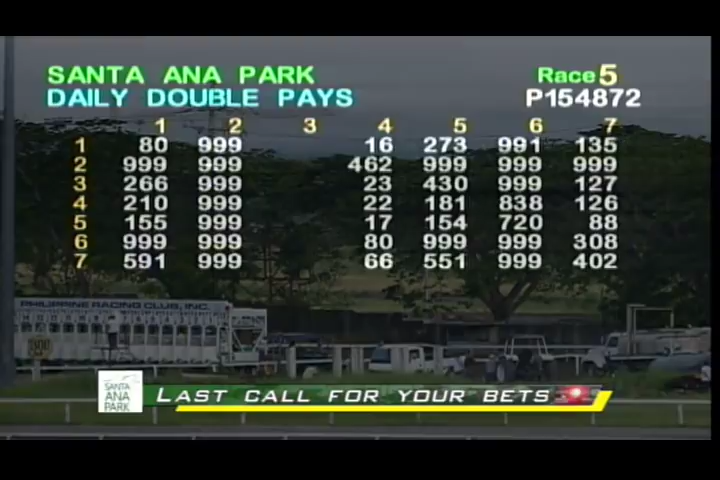 SANTA ANA PARK Race 5
DAILY DOUBLE PAYS P154872
1 2 3 4 5 6 7
1 80 999 16 273 991 135
2 999 999 462 999 999 999
3 266 999 23 430 999 127
4 210 999 22 181 838 126
5 155 999 17 154 720 88
6 999 999 80 999 999 308
7 591 999 66 551 999 402
PHILIPPINE RACING CLUB, INC.
SANTA
ANA
PARK
LAST CALL FOR YOUR BETS